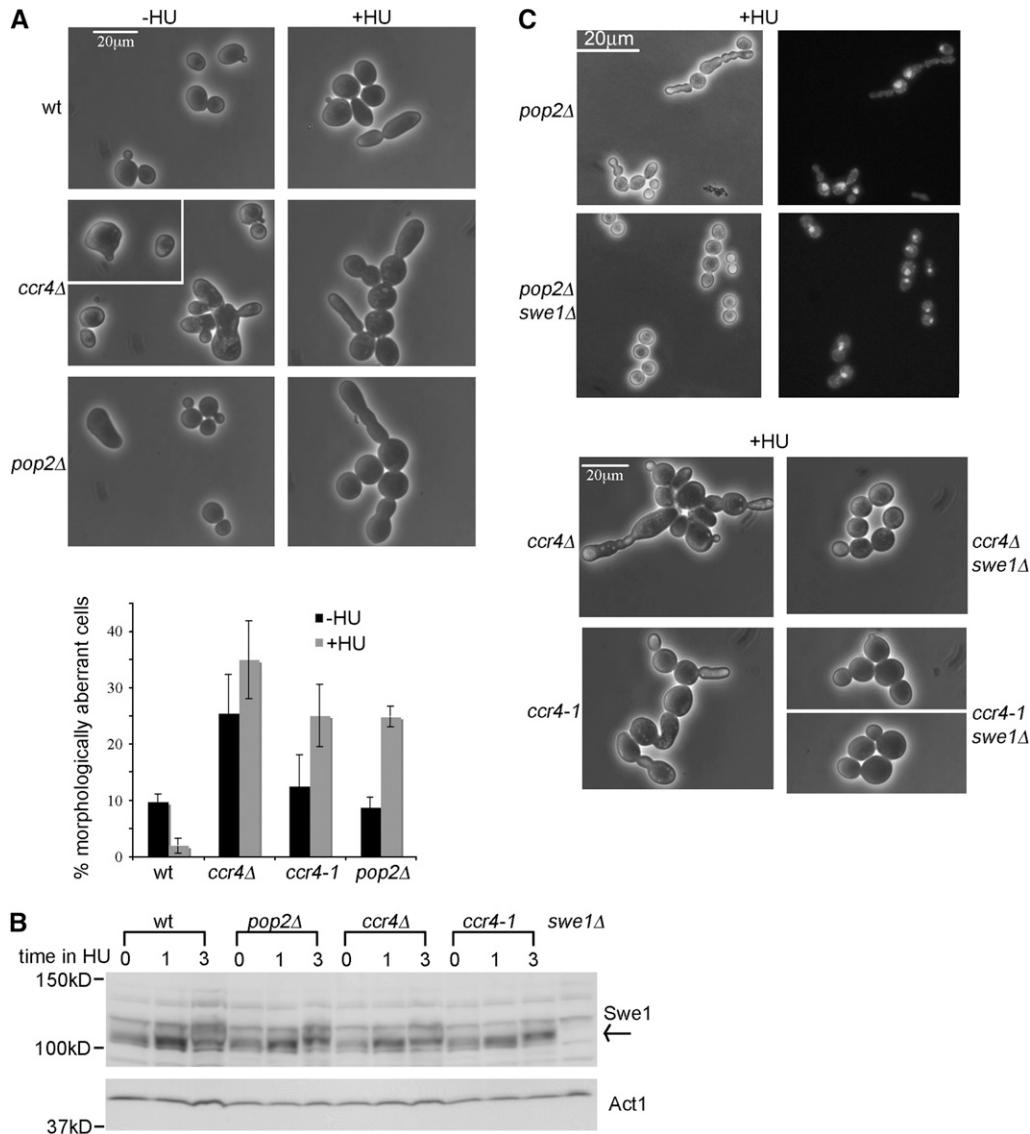 A
-HU
+HU
20μm
wt
ccr4Δ
pop2Δ
% morphologically aberrant cells
40
30
20
10
0
-HU
+HU
wt
ccr4Δ
ccr4-1
pop2Δ
B
wt
pop2Δ
ccr4Δ
ccr4-1
swe1Δ
time in HU
0 1 3 0 1 3 0 1 3 0 1 3
150kD
100kD
Swe1
Act1
37kD
C
+HU
20μm
pop2Δ
pop2Δ
swe1Δ
+HU
20μm
ccr4Δ
ccr4Δ
swe1Δ
ccr4-1
ccr4-1
swe1Δ